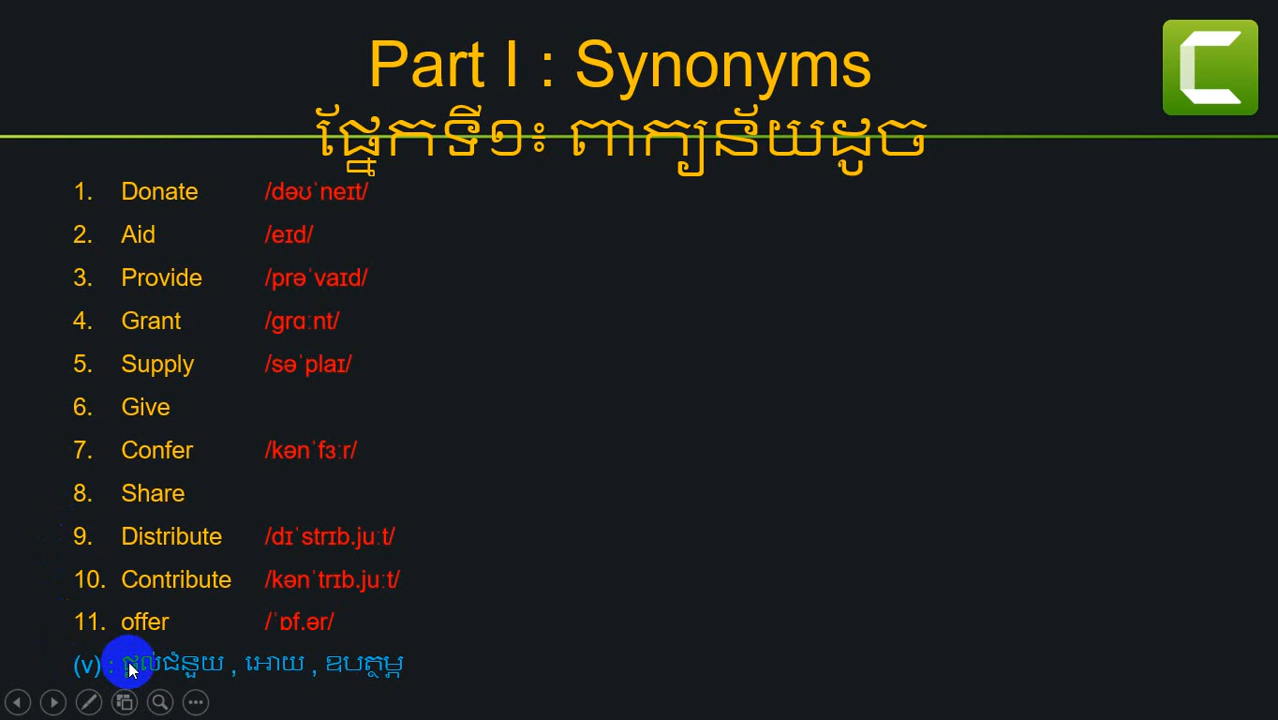 Part I : Synonyms
ផ្នែកទី១៖ ពាក្យន័យដូច
1. Donate /dəʊˈneɪt/
2. Aid /eɪd/
3. Provide /prəˈvaɪd/
4. Grant /grɑːnt/
5. Supply /səˈplaɪ/
6. Give
7. Confer /kənˈfɜːr/
8. Share
9. Distribute /dɪˈstrɪb.juːt/
10. Contribute /kənˈtrɪb.juːt/
11. offer /ˈɒf.ər/
(v) : ផ្តល់ជំនួយ , អោយ , ឧបត្ថម្ភ